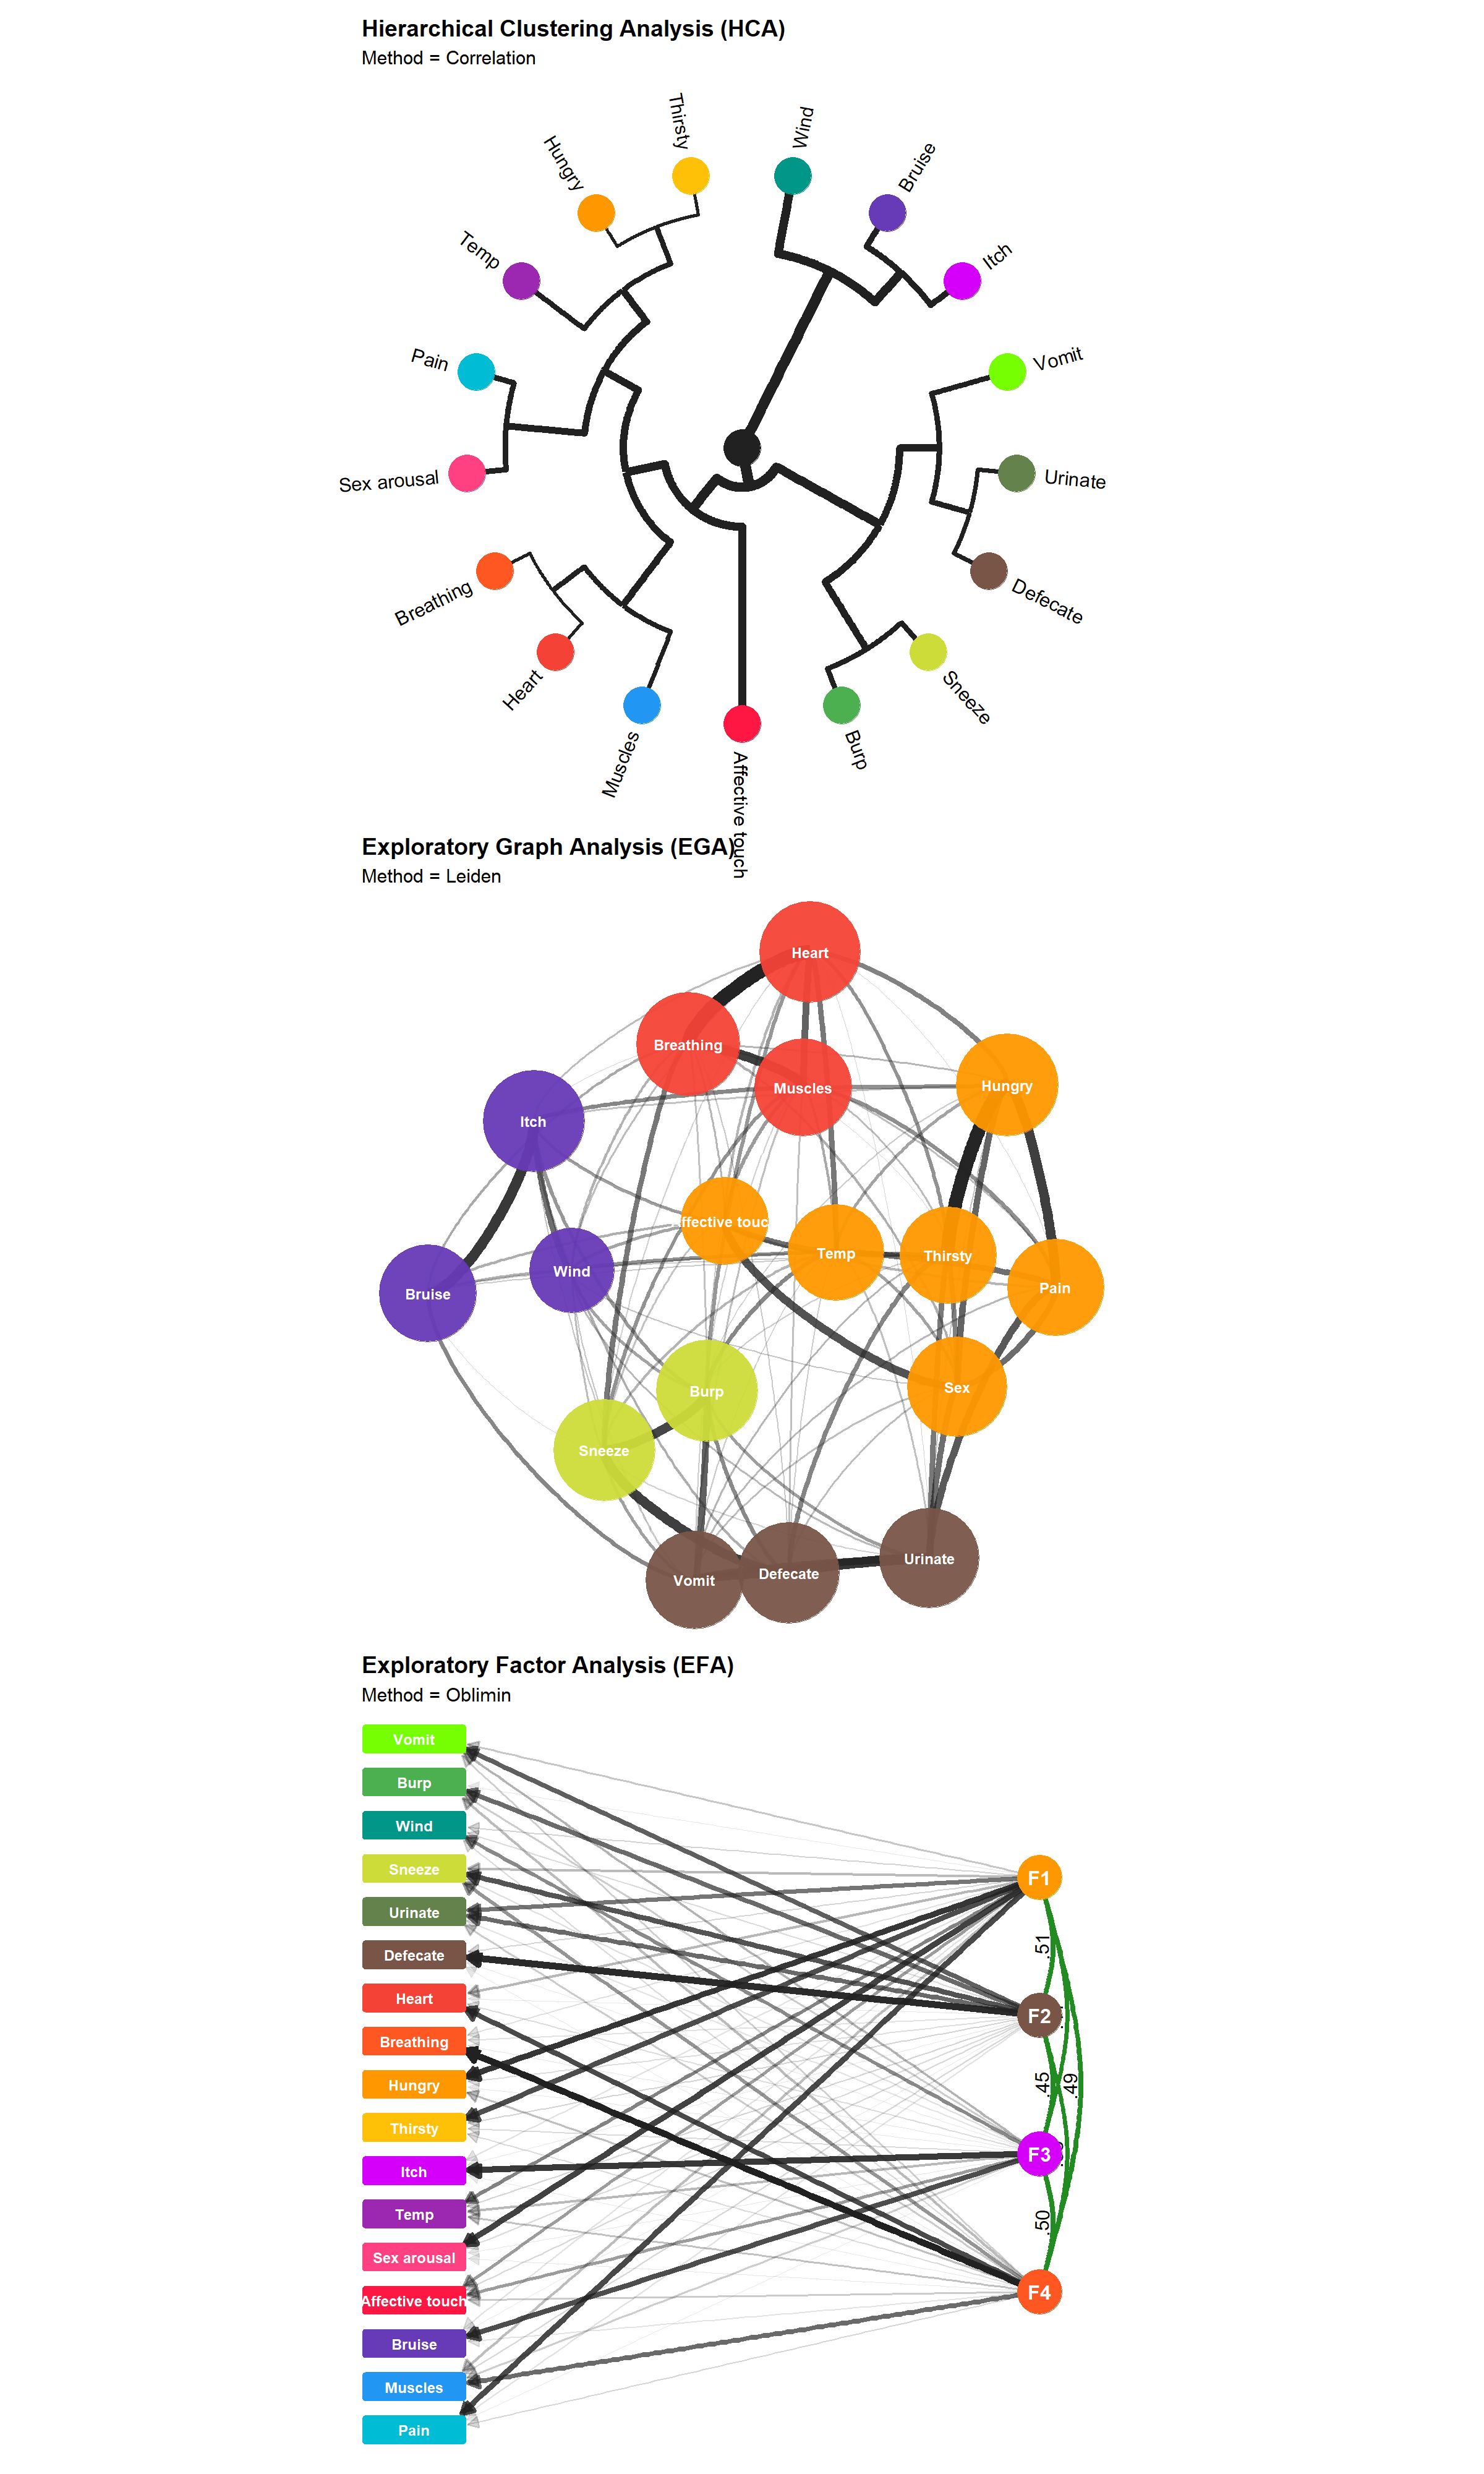 Hierarchical Clustering Analysis (HCA)
Method = Correlation
Thirsty
Wind
Hungry
Bruise
Temp
Itch
Pain
Vomit
Sex arousal
Urinate
Breathing
Defecate
Heart
Sneeze
Muscles
Burp
Affective touch
Exploratory Graph Analysis (EGA)
Method = Leiden
Heart
Breathing
Muscles
Hungry
Itch
Affective touch
Temp
Thirsty
Wind
Bruise
Pain
Burp
Sex
Sneeze
Vomit
Defecate
Urinate
Exploratory Factor Analysis (EFA)
Method = Oblimin
Vomit
Burp
Wind
Sneeze
Urinate
Defecate
Heart
Breathing
Hungry
Thirsty
Itch
Temp
Sex arousal
Affective touch
Bruise
Muscles
Pain
F1
.51
F2
.45
.49
F3
.50
F4